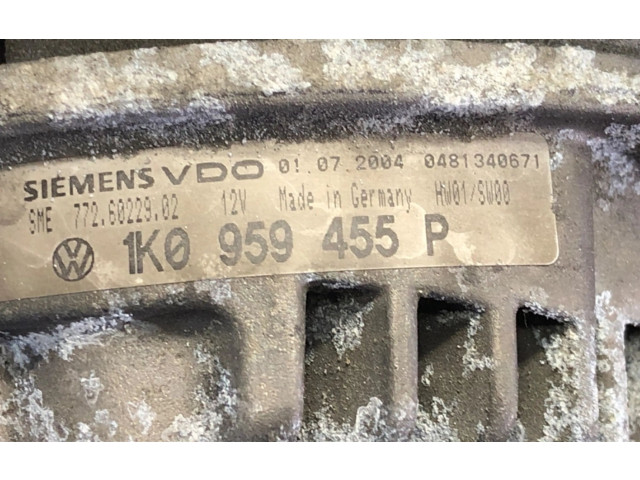 SIEMENS VDO 01.07.2004 0481340671
SME 772.60229.02 12V Made in Germany HW01/SW00
VW 1K0 959 455 P